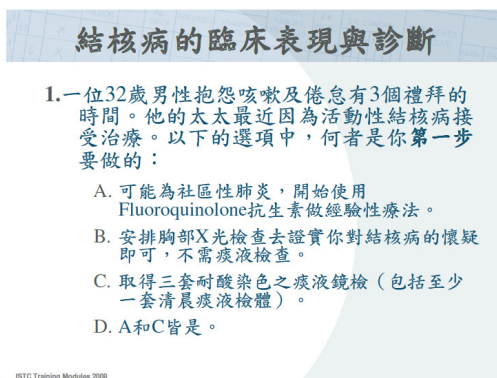 結核病的臨床表現與診斷
1.一位32歲男性抱怨咳嗽及倦怠有3個禮拜的
時間。他的太太最近因為活動性結核病接
受治療。以下的選項中，何者是你第一步
要做的：
A. 可能為社區性肺炎，開始使用
Fluoroquinolone抗生素做經驗性療法。
B. 安排胸部X光檢查去證實你對結核病的懷疑
即可，不需痰液檢查。
C. 取得三套耐酸染色之痰液鏡檢（包括至少
一套清晨痰液檢體）。
D. A和C皆是。
ISTC Training Modules 2008